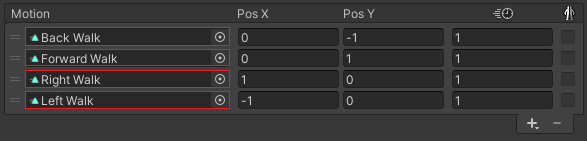 Motion Pos X Pos Y
Back Walk 0 -1 1
Forward Walk 0 1 1
Right Walk 1 0 1
Left Walk -1 0 1